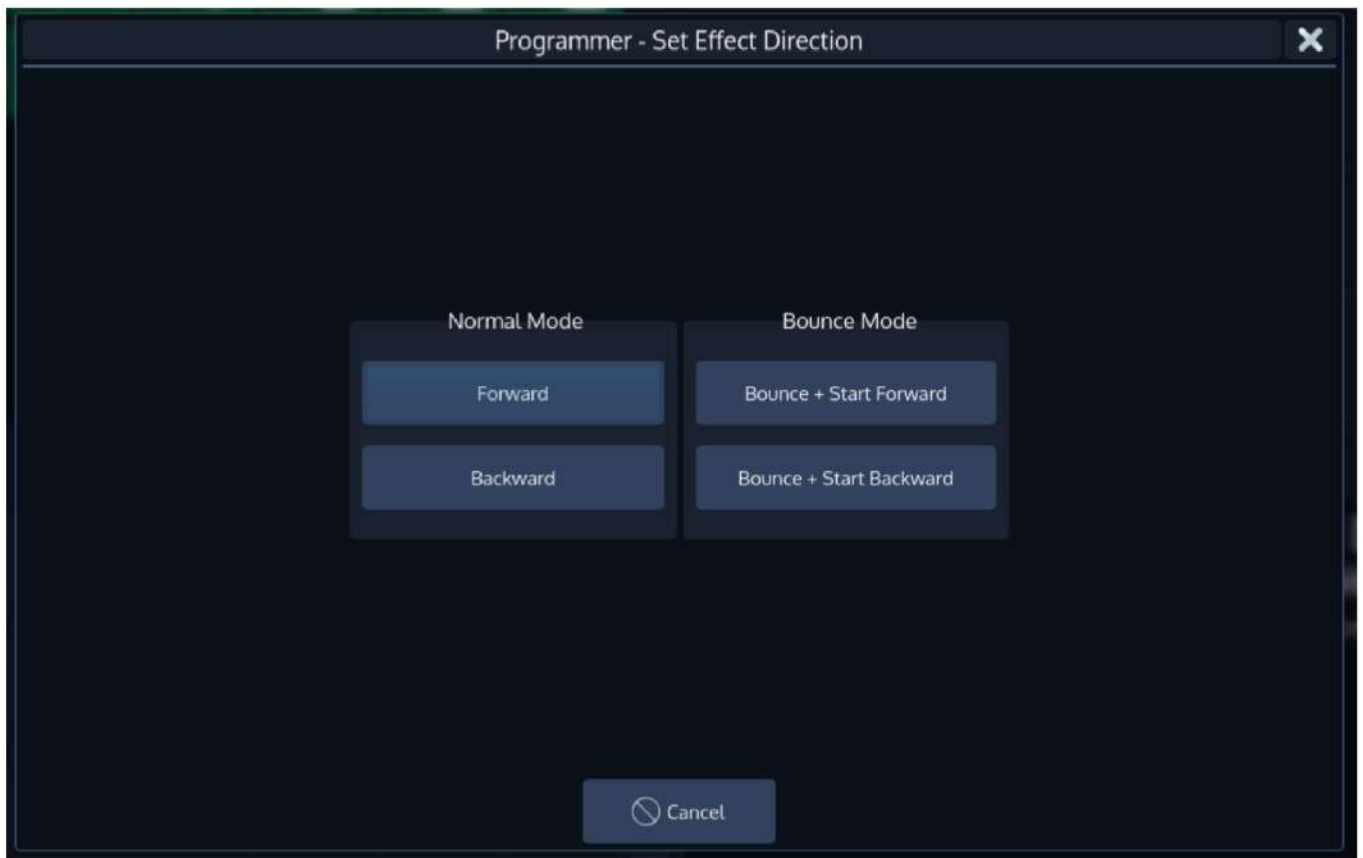 Programmer - Set Effect Direction
Normal Mode
Forward
Backward
Bounce Mode
Bounce + Start Forward
Bounce + Start Backward
Cancel